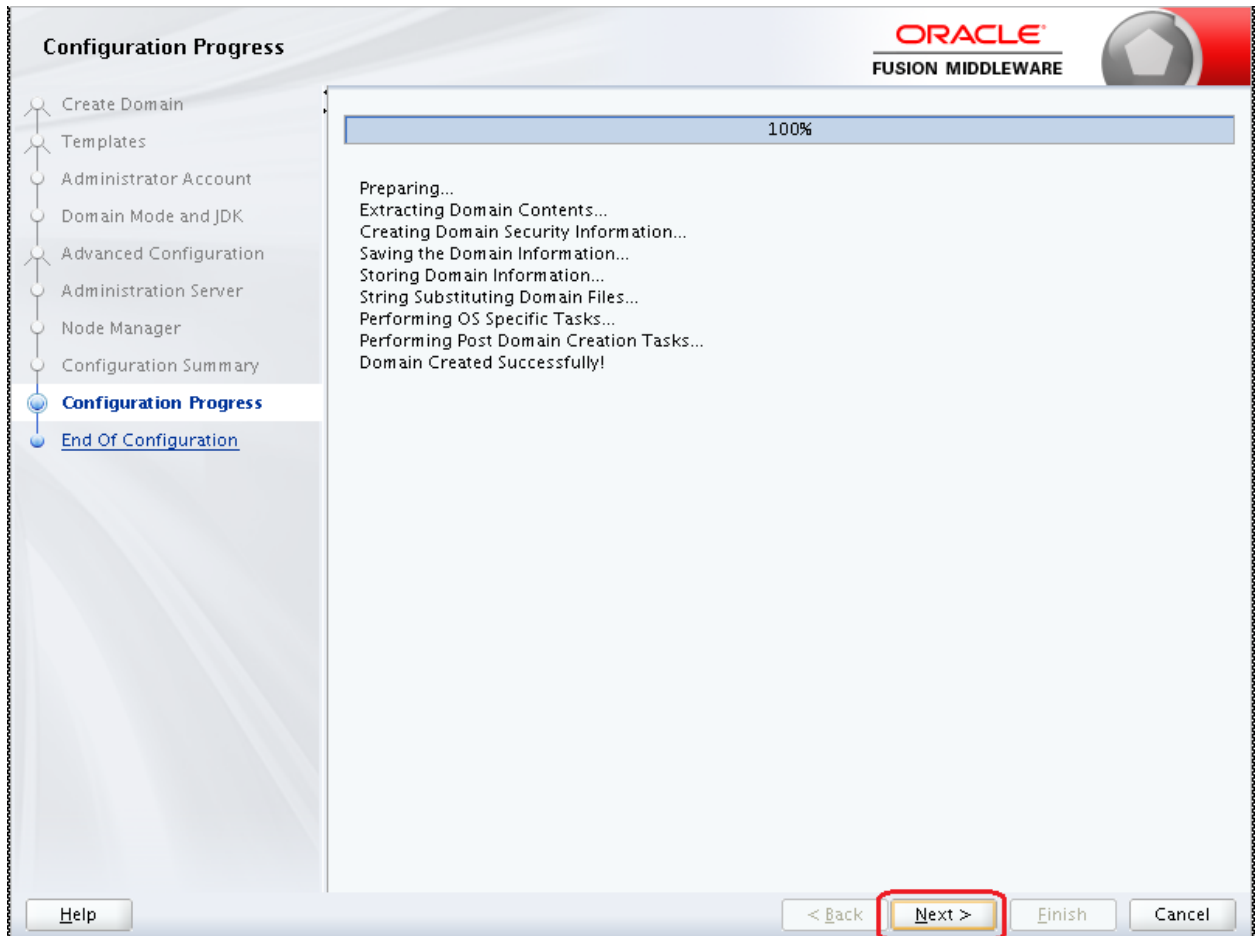 Configuration Progress
ORACLE
FUSION MIDDLEWARE
Create Domain
Templates
Administrator Account
Domain Mode and JDK
Advanced Configuration
Administration Server
Node Manager
Configuration Summary
Configuration Progress
End Of Configuration
100%
Preparing...
Extracting Domain Contents...
Creating Domain Security Information...
Saving the Domain Information...
Storing Domain Information...
String Substituting Domain Files...
Performing OS Specific Tasks...
Performing Post Domain Creation Tasks...
Domain Created Successfully!
Help
< Back
Next >
Finish
Cancel